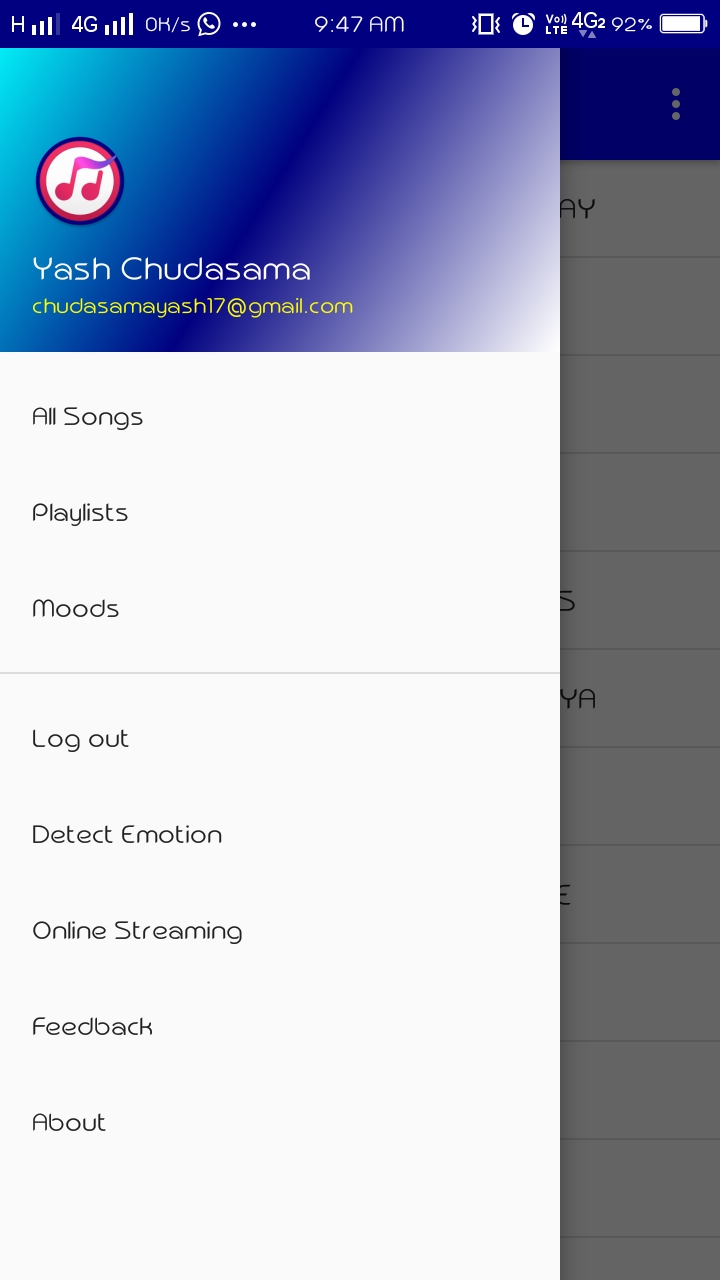 H 4G 0K/s 9:47 AM Vo)) LTE 4G2 92%
AY
Yash Chudasama
chudasamayash17@gmail.com
All Songs
Playlists
Moods
S
YA
Log out
Detect Emotion
E
Online Streaming
Feedback
About